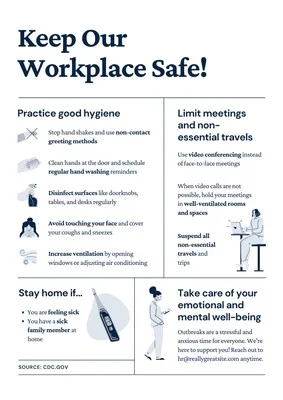 Keep Our
Workplace Safe!
Practice good hygiene
Stop hand shakes and use non-contact
greeting methods
Clean hands at the door and schedule
regular hand washing reminders
Disinfect surfaces like doorknobs,
tables, and desks regularly
Avoid touching your face and cover
your coughs and sneezes
Increase ventilation by opening
windows or adjusting air conditioning
Limit meetings
and non-
essential travels
Use video conferencing instead
of face-to-face meetings
When video calls are not
possible, hold your meetings
in well-ventilated rooms
and spaces
Suspend all
non-essential
travels and
trips
Stay home if...
• You are feeling sick
• You have a sick
family member at
home
SOURCE: CDC.GOV
Take care of your
emotional and
mental well-being
Outbreaks are a stressful and
anxious time for everyone. We're
here to support you! Reach out to
hr@reallygreatsite.com anytime.